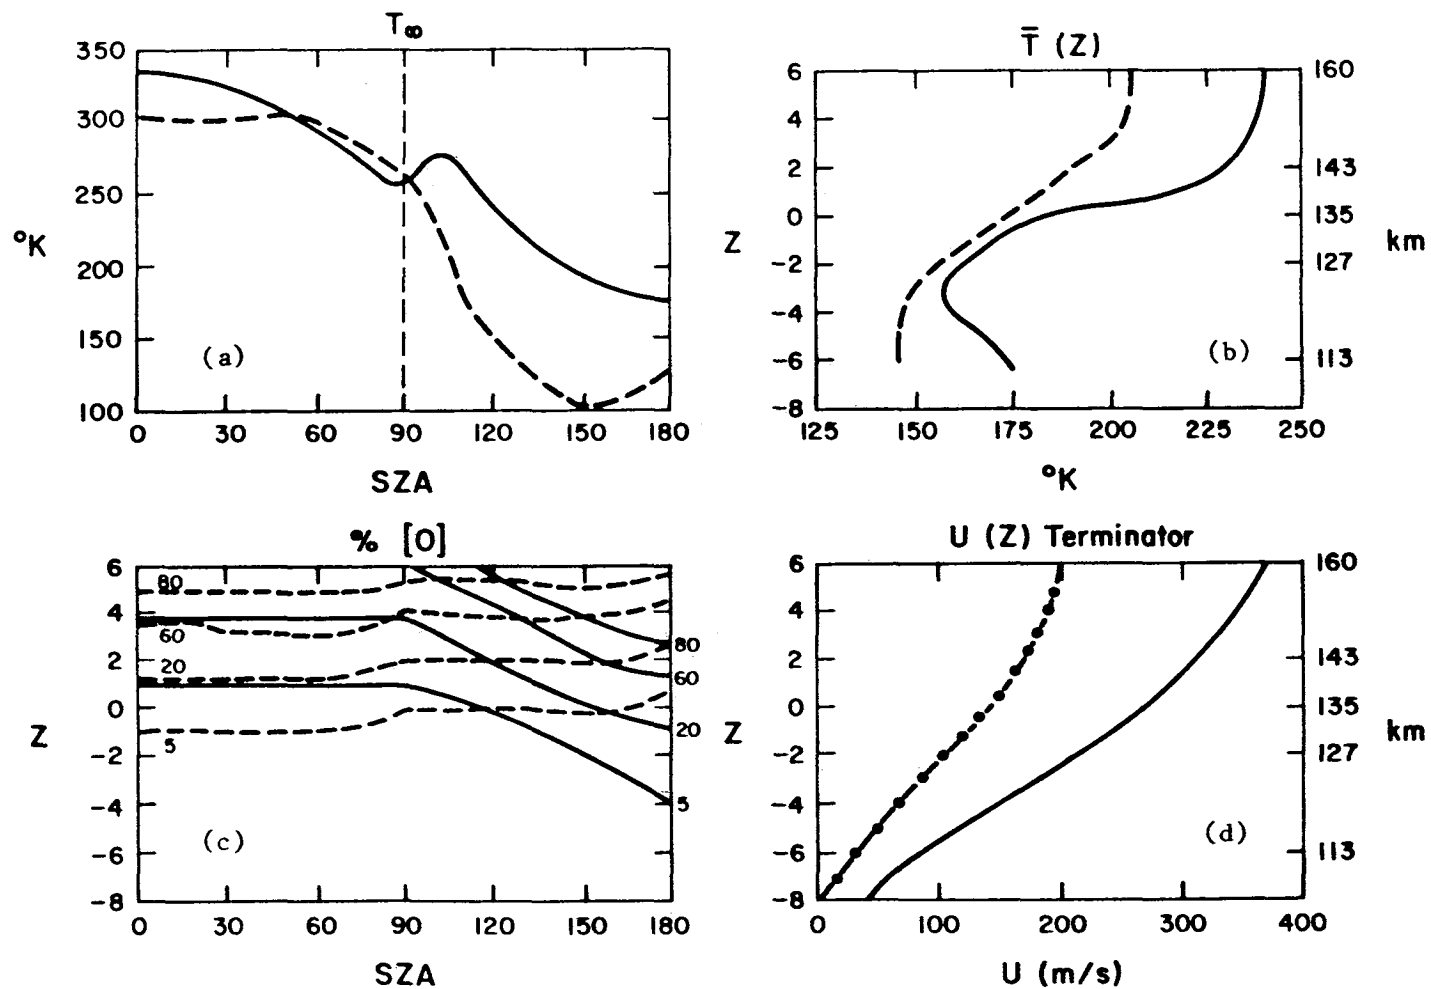 T∞
350
300
250
200
150
100
°K
(a)
0 30 60 90 120 150 180
SZA
T̄ (Z)
6
4
2
0
-2
-4
-6
-8
Z
160
143
135
127
113
km
(b)
125 150 175 200 225 250
°K
% [O]
6
4
2
0
-2
-4
-6
-8
Z
80
60
20
5
80
60
20
5
(c)
0 30 60 90 120 150 180
SZA
U (Z) Terminator
6
4
2
0
-2
-4
-6
-8
Z
160
143
135
127
113
km
(d)
0 100 200 300 400
U (m/s)